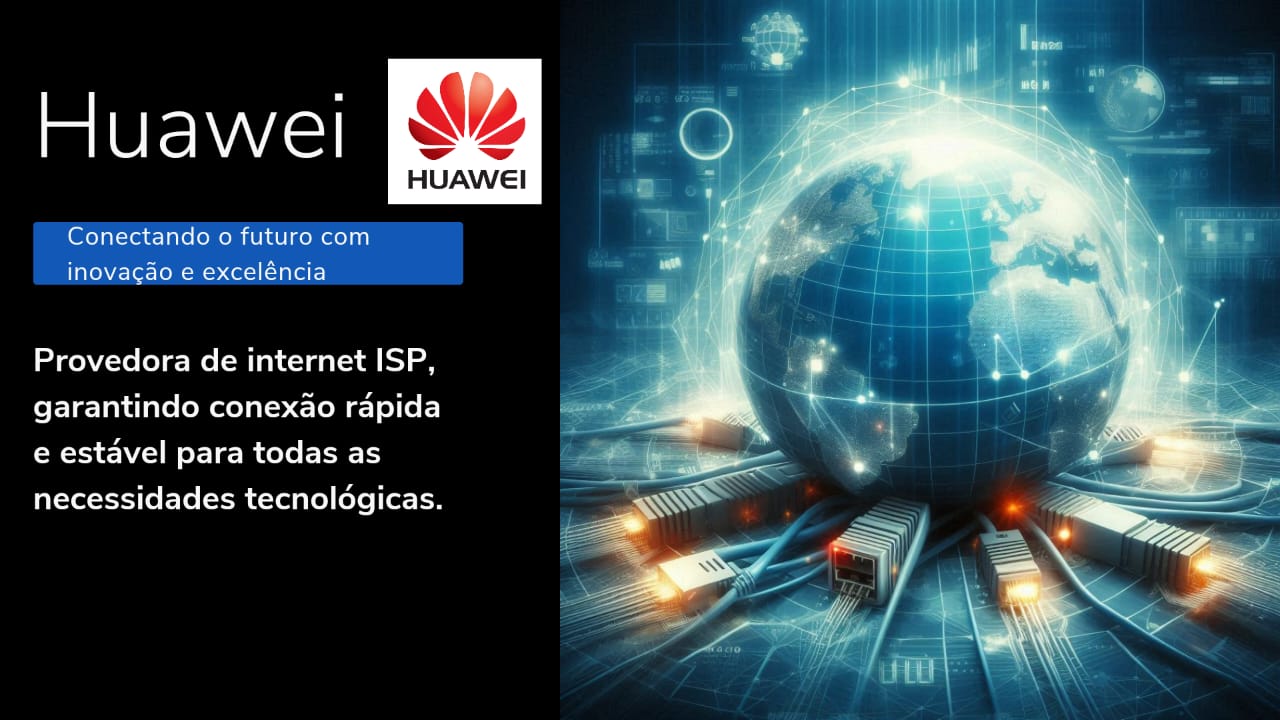 Huawei
HUAWEI
Conectando o futuro com
inovação e excelência
Provedora de internet ISP,
garantindo conexão rápida
e estável para todas as
necessidades tecnológicas.